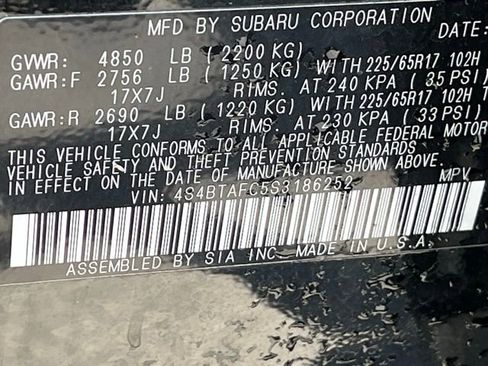 MFD BY SUBARU CORPORATION DATE:
GVWR: 4850 LB (2200 KG)
GAWR:F 2756 LB (1250 KG) WITH 225/65R17 102H T
17X7J RIMS. AT 240 KPA (35 PSI)
GAWR:R 2690 LB (1220 KG) WITH 225/65R17 102H T
17X7J RIMS. AT 230 KPA (33 PSI)
THIS VEHICLE CONFORMS TO ALL APPLICABLE FEDERAL MOTOR
VEHICLE SAFETY AND THEFT PREVENTION STANDARDS
IN EFFECT ON THE DATE OF MANUFACTURE SHOWN ABOVE.
VIN: 4S4BTAFC5S3186252 MPV
ASSEMBLED BY SIA INC. MADE IN U.S.A.